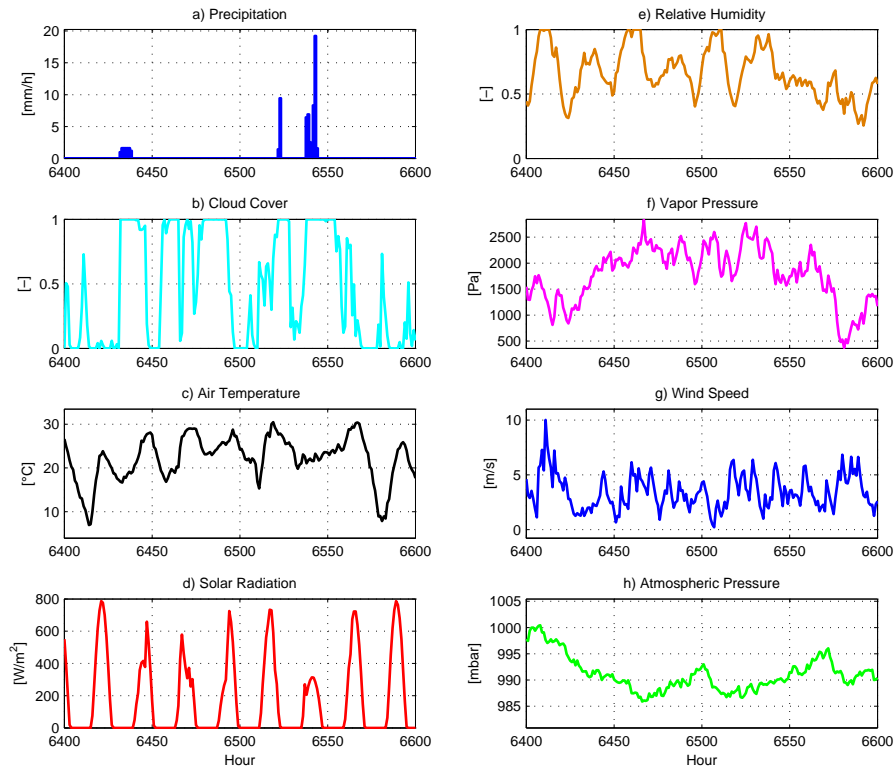 a) Precipitation
[mm/h]
20
15
10
5
0
6400 6450 6500 6550 6600
b) Cloud Cover
[−]
1
0.5
0
6400 6450 6500 6550 6600
c) Air Temperature
[°C]
30
20
10
6400 6450 6500 6550 6600
d) Solar Radiation
[W/m²]
800
600
400
200
0
6400 6450 6500 6550 6600
Hour
e) Relative Humidity
[−]
1
0.5
1
6400 6450 6500 6550 6600
f) Vapor Pressure
[Pa]
2500
2000
1500
1000
500
6400 6450 6500 6550 6600
g) Wind Speed
[m/s]
10
5
0
6400 6450 6500 6550 6600
h) Atmospheric Pressure
[mbar]
1005
1000
995
990
985
6400 6450 6500 6550 6600
Hour